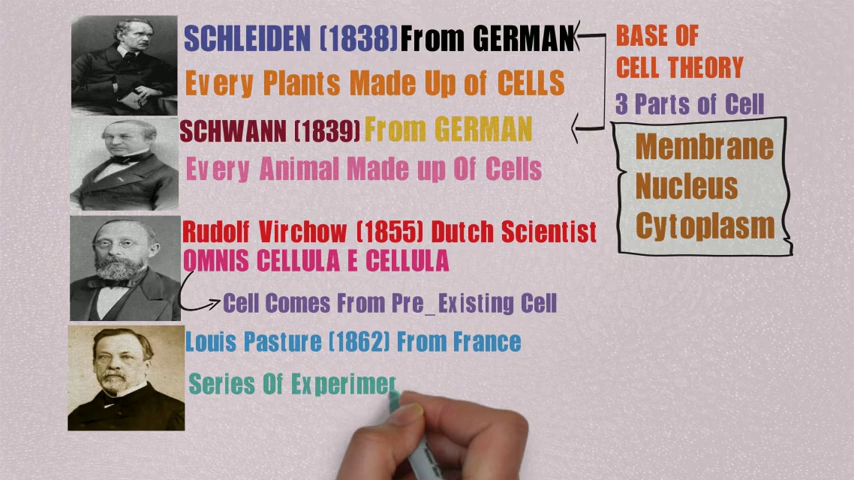 SCHLEIDEN (1838) From GERMAN
Every Plants Made Up of CELLS
SCHWANN (1839) From GERMAN
Every Animal Made up Of Cells
Rudolf Virchow (1855) Dutch Scientist
OMNIS CELLULA E CELLULA
Cell Comes From Pre_Existing Cell
Louis Pasture (1862) From France
Series Of Experimen
BASE OF
CELL THEORY
3 Parts of Cell
Membrane
Nucleus
Cytoplasm